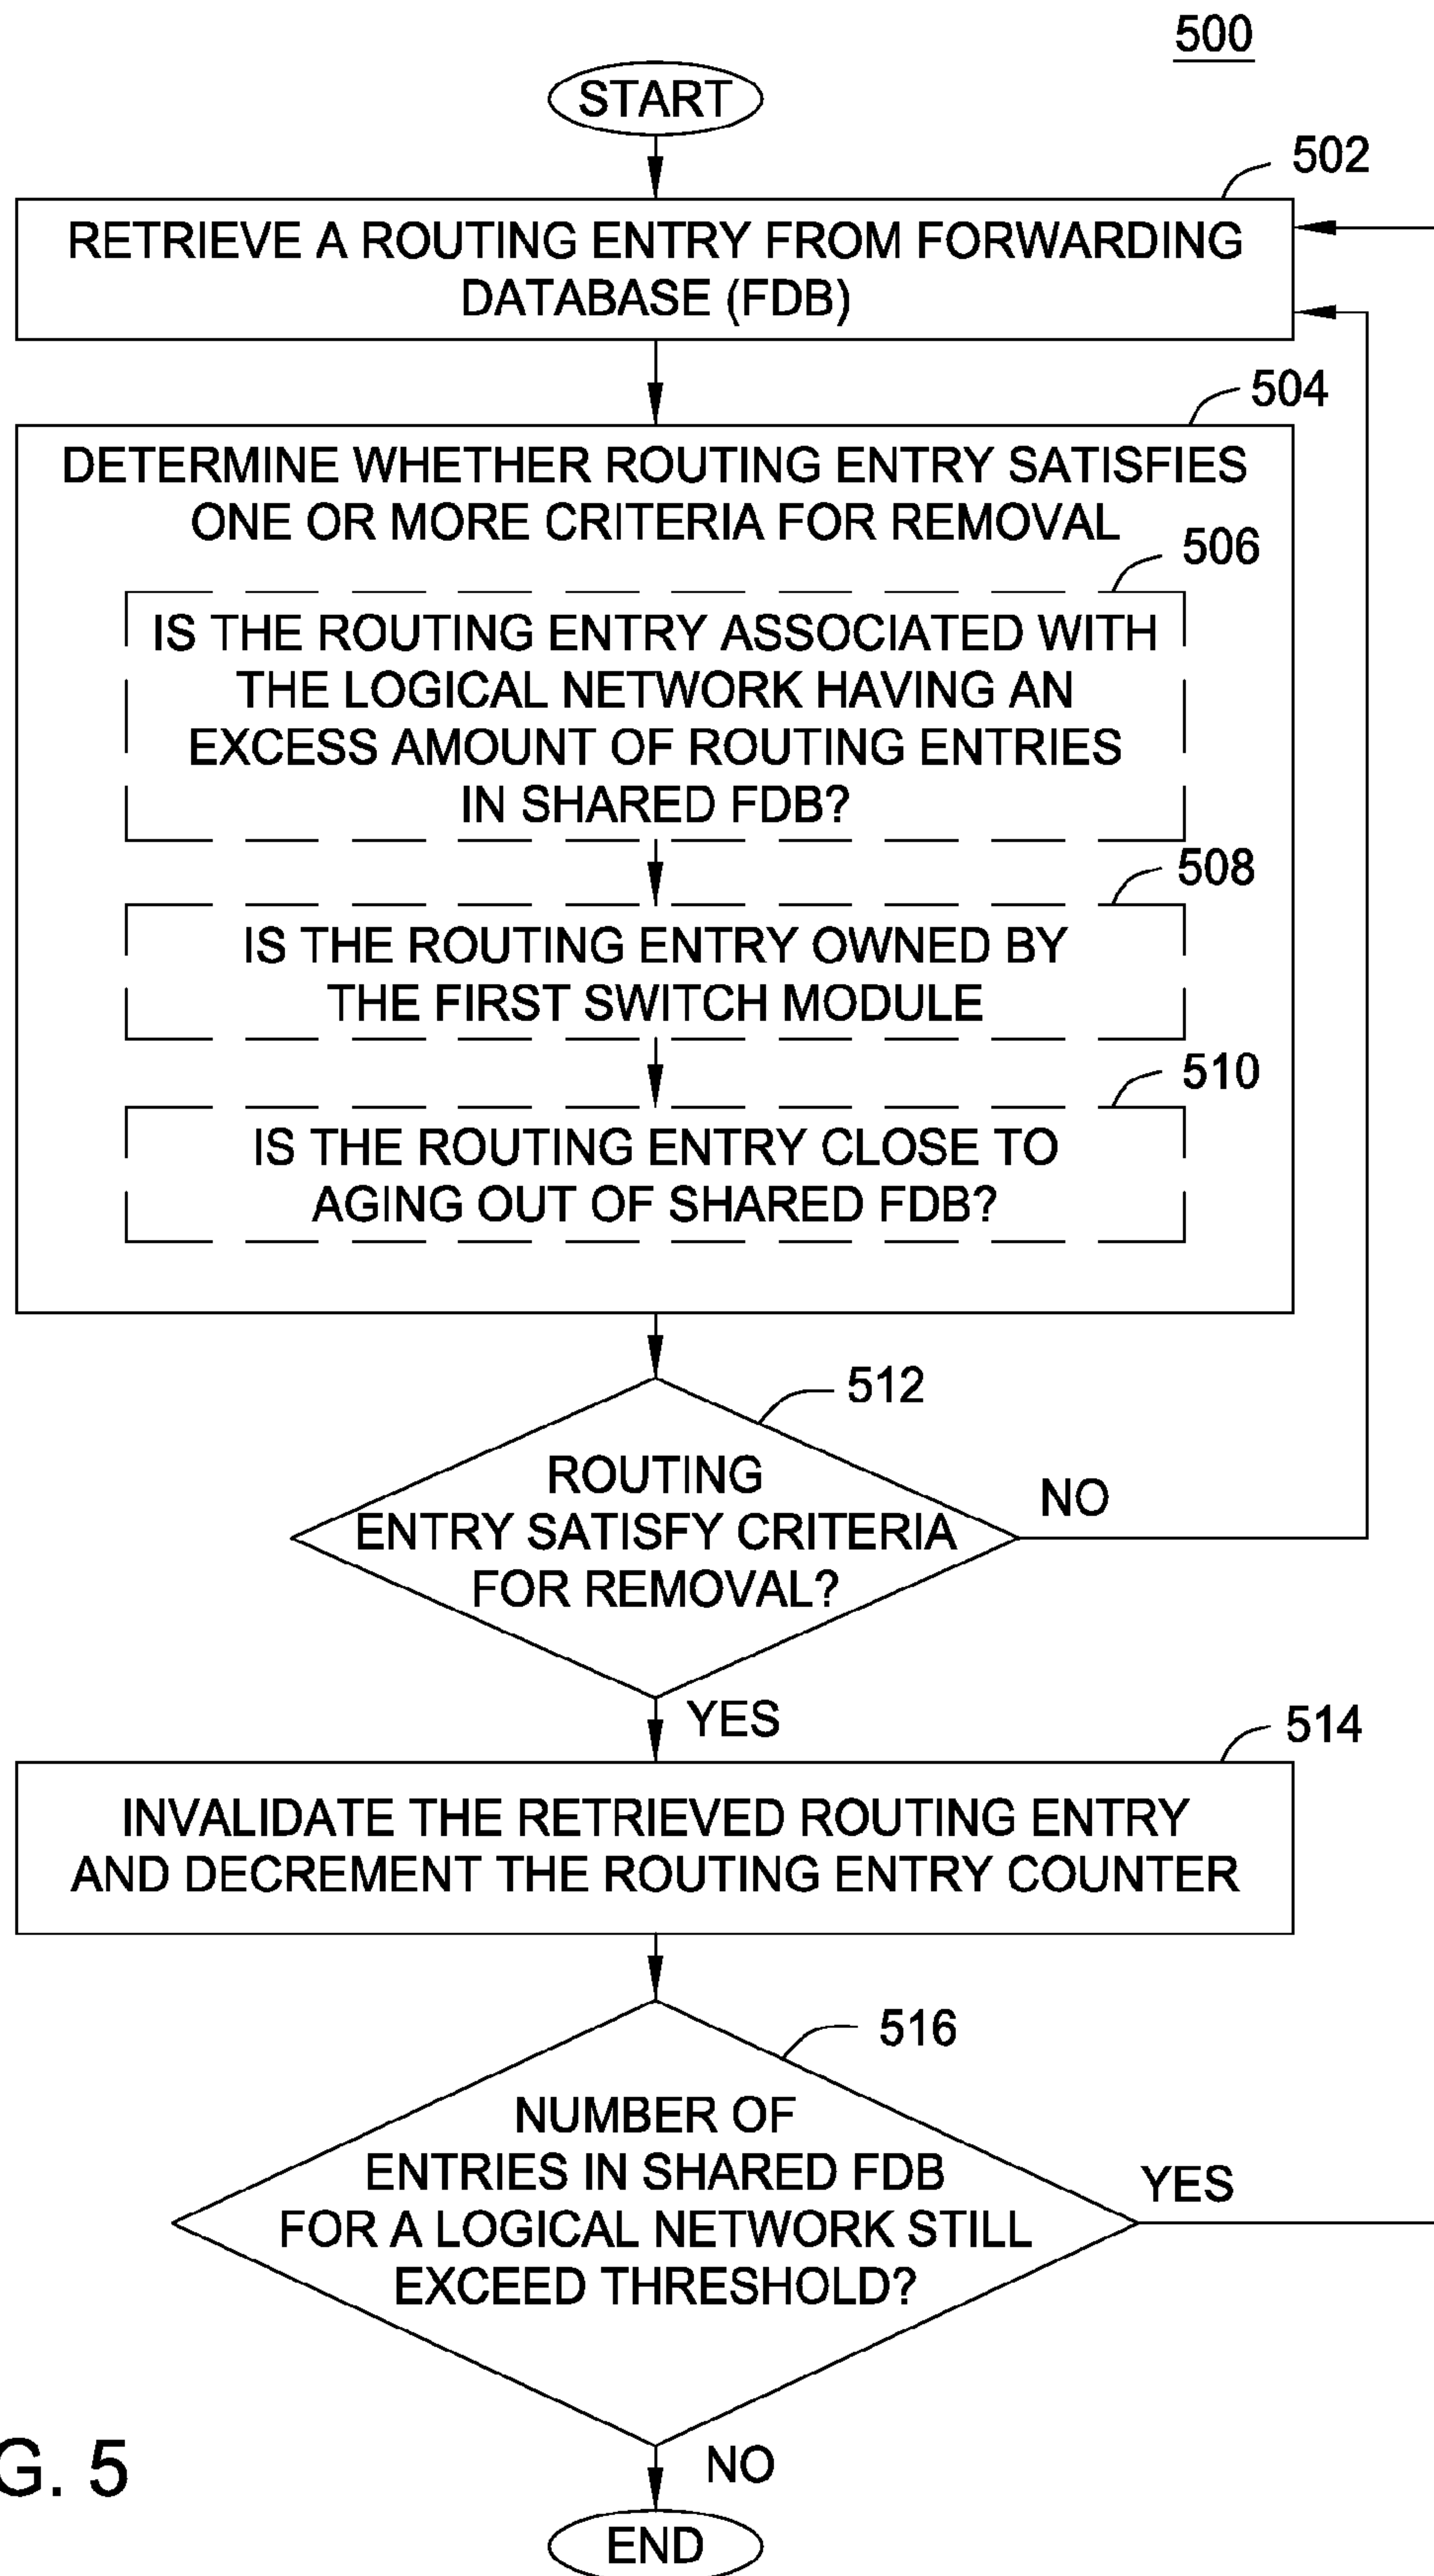 500
START
502
RETRIEVE A ROUTING ENTRY FROM FORWARDING
DATABASE (FDB)
504
DETERMINE WHETHER ROUTING ENTRY SATISFIES
ONE OR MORE CRITERIA FOR REMOVAL
506
IS THE ROUTING ENTRY ASSOCIATED WITH
THE LOGICAL NETWORK HAVING AN
EXCESS AMOUNT OF ROUTING ENTRIES
IN SHARED FDB?
508
IS THE ROUTING ENTRY OWNED BY
THE FIRST SWITCH MODULE
510
IS THE ROUTING ENTRY CLOSE TO
AGING OUT OF SHARED FDB?
512
ROUTING
ENTRY SATISFY CRITERIA
FOR REMOVAL?
NO
YES
514
INVALIDATE THE RETRIEVED ROUTING ENTRY
AND DECREMENT THE ROUTING ENTRY COUNTER
516
NUMBER OF
ENTRIES IN SHARED FDB
FOR A LOGICAL NETWORK STILL
EXCEED THRESHOLD?
YES
NO
G. 5
END